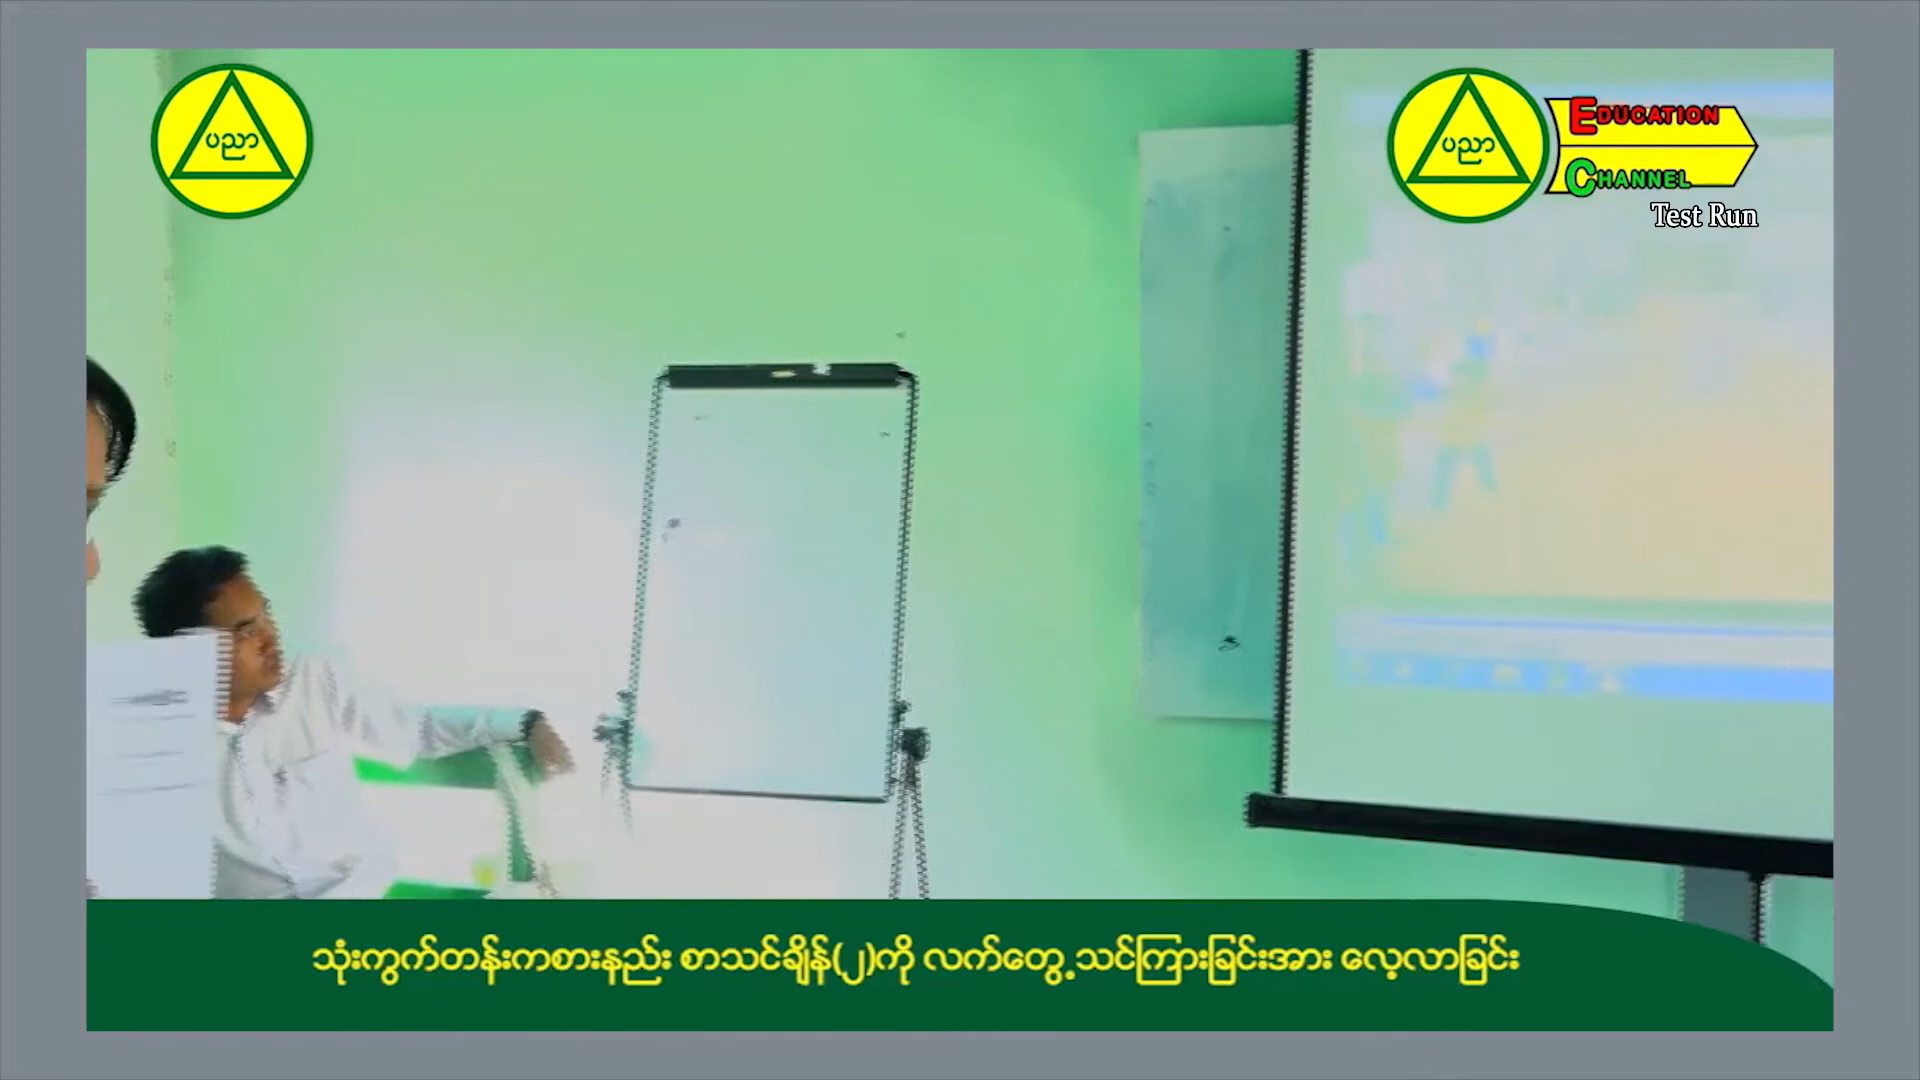 ပညာ
ပညာ
EDUCATION
CHANNEL
Test Run
သုံးကွက်တန်းကစားနည်း စာသင်ချိန်(၂)ကို လက်တွေ့သင်ကြားခြင်းအား လေ့လာခြင်း